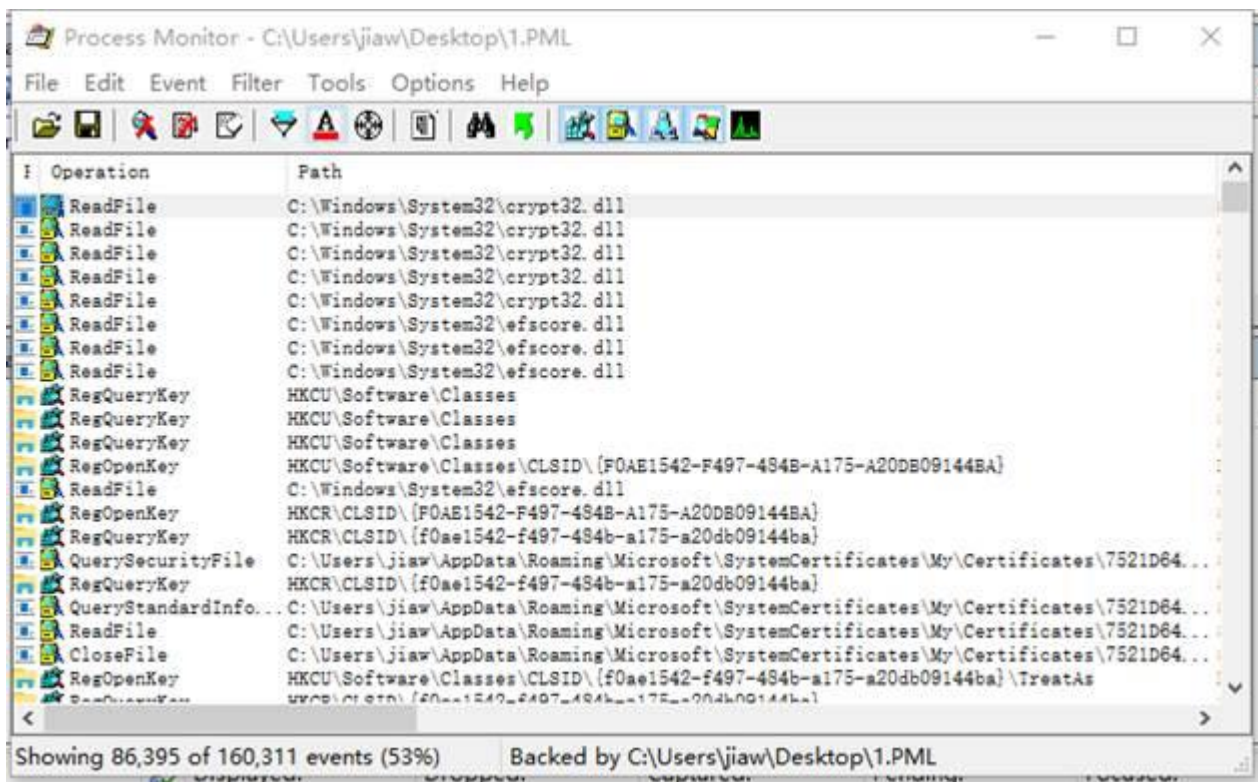 Process Monitor - C:\Users\jiaw\Desktop\1.PML
File Edit Event Filter Tools Options Help
Operation Path
ReadFile C:\Windows\System32\crypt32.dll
ReadFile C:\Windows\System32\crypt32.dll
ReadFile C:\Windows\System32\crypt32.dll
ReadFile C:\Windows\System32\crypt32.dll
ReadFile C:\Windows\System32\crypt32.dll
ReadFile C:\Windows\System32\efscore.dll
ReadFile C:\Windows\System32\efscore.dll
ReadFile C:\Windows\System32\efscore.dll
RegQueryKey HKCU\Software\Classes
RegQueryKey HKCU\Software\Classes
RegQueryKey HKCU\Software\Classes
RegOpenKey HKCU\Software\Classes\CLSID\{F0AE1542-F497-484B-A175-A20DB09144BA}
ReadFile C:\Windows\System32\efscore.dll
RegOpenKey HKCR\CLSID\{F0AE1542-F497-484B-A175-A20DB09144BA}
RegQueryKey HKCR\CLSID\{f0ae1542-f497-484b-a175-a20db09144ba}
QuerySecurityFile C:\Users\jiaw\AppData\Roaming\Microsoft\SystemCertificates\My\Certificates\7521D64...
RegQueryKey HKCR\CLSID\{f0ae1542-f497-484b-a175-a20db09144ba}
QueryStandardInfo... C:\Users\jiaw\AppData\Roaming\Microsoft\SystemCertificates\My\Certificates\7521D64...
ReadFile C:\Users\jiaw\AppData\Roaming\Microsoft\SystemCertificates\My\Certificates\7521D64...
CloseFile C:\Users\jiaw\AppData\Roaming\Microsoft\SystemCertificates\My\Certificates\7521D64...
RegOpenKey HKCU\Software\Classes\CLSID\{f0ae1542-f497-484b-a175-a20db09144ba}\TreatAs
RegQueryKey HKCR\CLSID\{f0ae1542-f497-484b-a175-a20db09144ba}
Showing 86,395 of 160,311 events (53%) Backed by C:\Users\jiaw\Desktop\1.PML